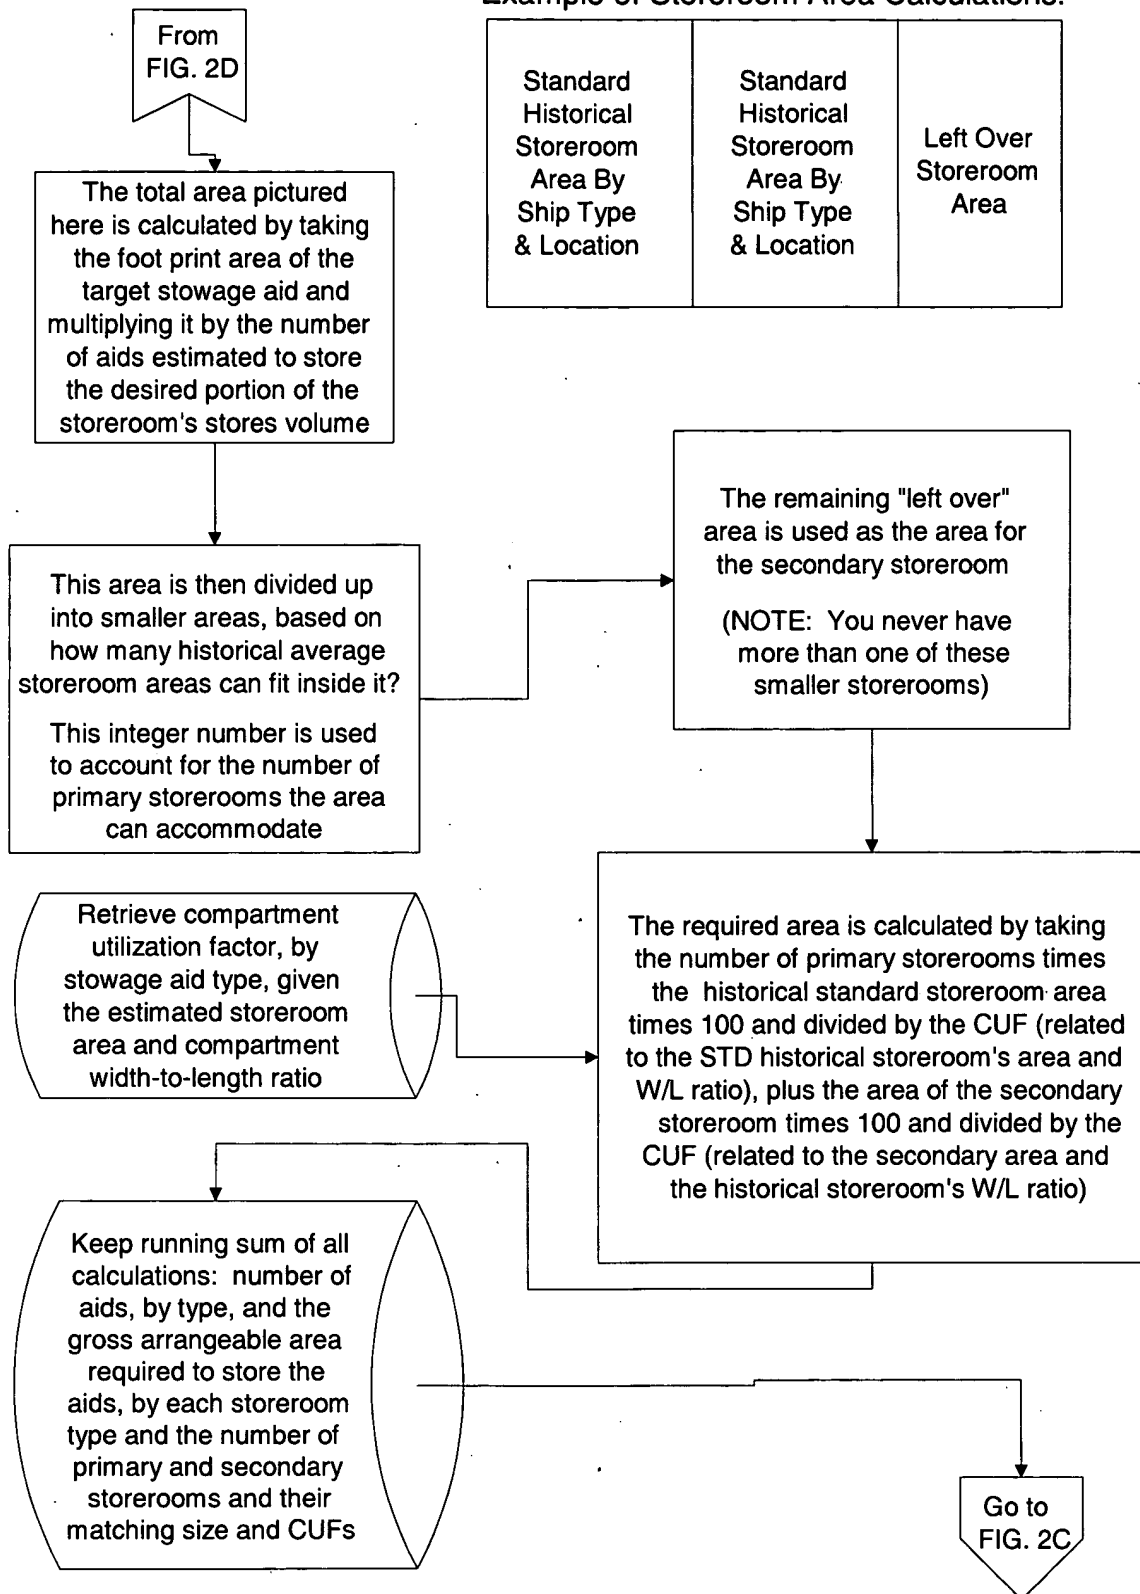 Example of Storeroom Area Calculations:
From
FIG. 2D
Standard
Historical
Storeroom
Area By
Ship Type
& Location
Standard
Historical
Storeroom
Area By
Ship Type
& Location
Left Over
Storeroom
Area
The total area pictured
here is calculated by taking
the foot print area of the
target stowage aid and
multiplying it by the number
of aids estimated to store
the desired portion of the
storeroom's stores volume
This area is then divided up
into smaller areas, based on
how many historical average
storeroom areas can fit inside it?
This integer number is used
to account for the number of
primary storerooms the area
can accommodate
The remaining "left over"
area is used as the area for
the secondary storeroom
(NOTE: You never have
more than one of these
smaller storerooms)
Retrieve compartment
utilization factor, by
stowage aid type, given
the estimated storeroom
area and compartment
width-to-length ratio
The required area is calculated by taking
the number of primary storerooms times
the historical standard storeroom area
times 100 and divided by the CUF (related
to the STD historical storeroom's area and
W/L ratio), plus the area of the secondary
storeroom times 100 and divided by the
CUF (related to the secondary area and
the historical storeroom's W/L ratio)
Keep running sum of all
calculations: number of
aids, by type, and the
gross arrangeable area
required to store the
aids, by each storeroom
type and the number of
primary and secondary
storerooms and their
matching size and CUFs
Go to
FIG. 2C